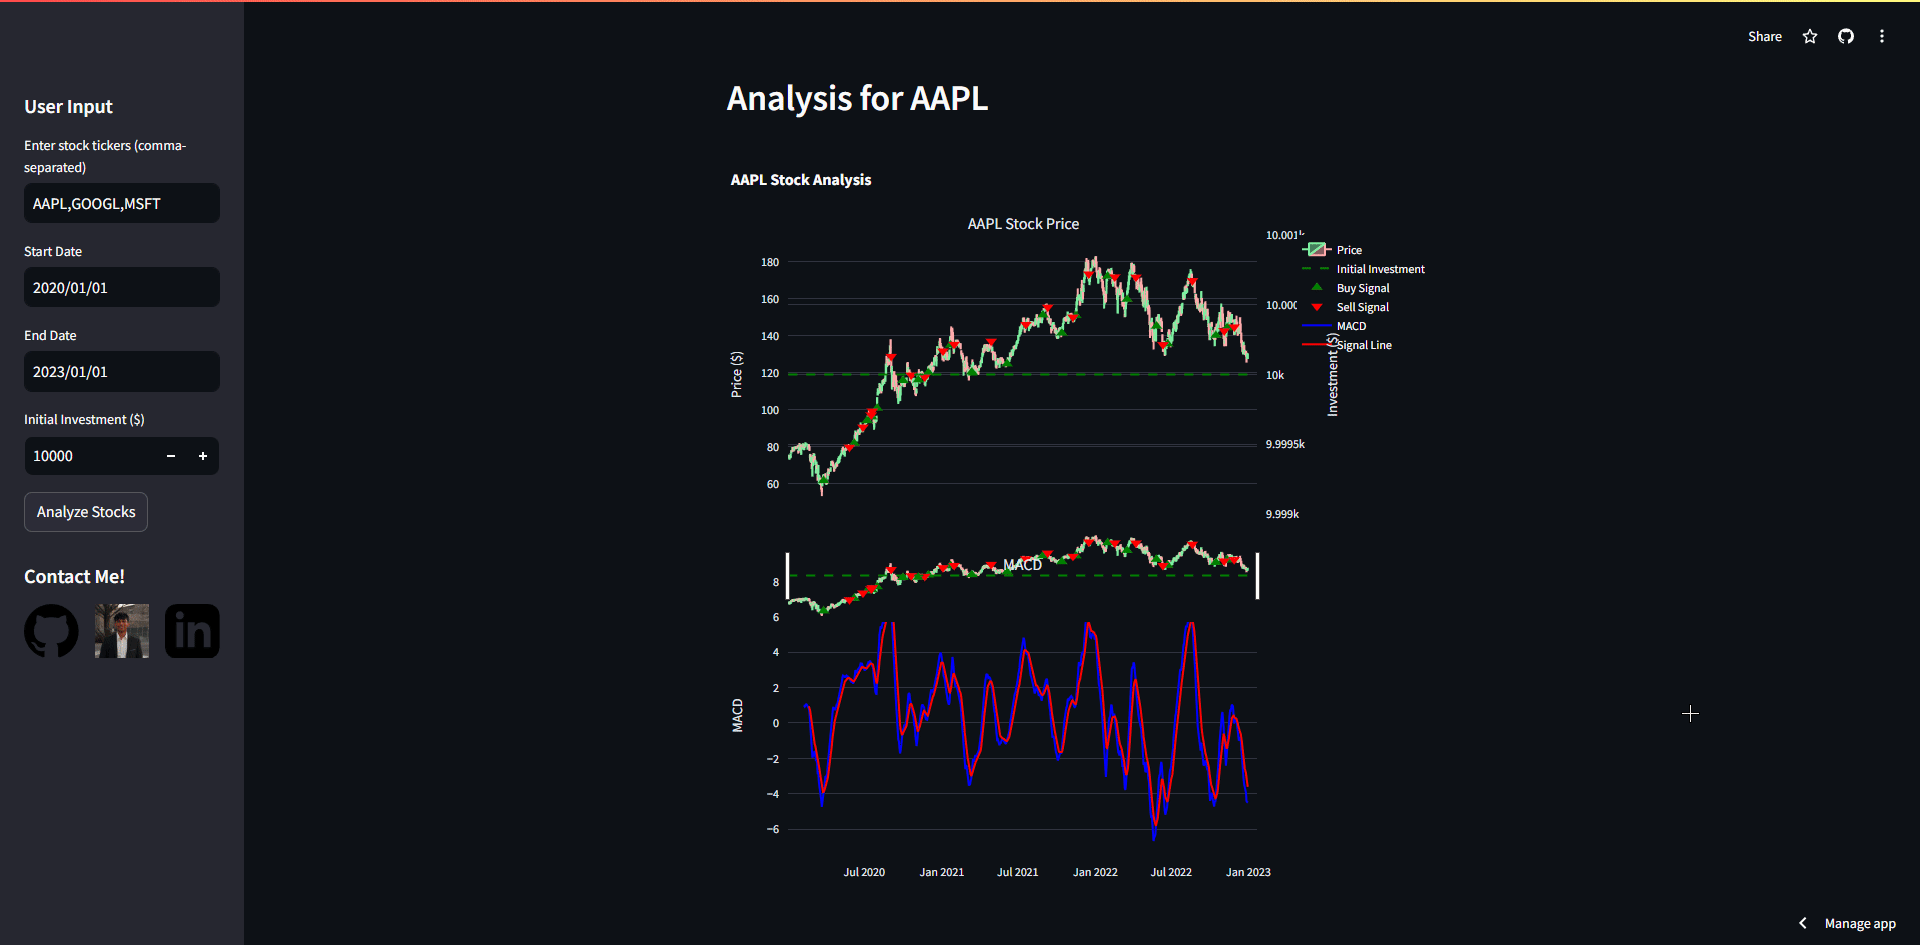 Share
User Input
Enter stock tickers (comma-
separated)
AAPL,GOOGL,MSFT
Start Date
2020/01/01
End Date
2023/01/01
Initial Investment ($)
10000
Analyze Stocks
Contact Me!
Analysis for AAPL
AAPL Stock Analysis
AAPL Stock Price
Price ($)
180
160
140
120
100
80
60
10.001k
10.000
10k
9.9995k
9.999k
Investment ($)
Price
Initial Investment
Buy Signal
Sell Signal
MACD
Signal Line
MACD
MACD
8
6
4
2
0
−2
−4
−6
Jul 2020
Jan 2021
Jul 2021
Jan 2022
Jul 2022
Jan 2023
Manage app